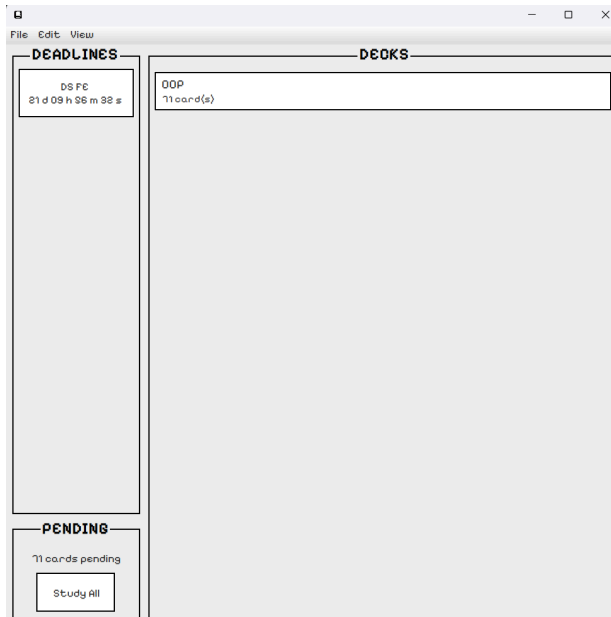 File Edit View
DEADLINES
DS FE
21 d 09 h 36 m 32 s
DECKS
OOP
71 card(s)
PENDING
71 cards pending
Study All